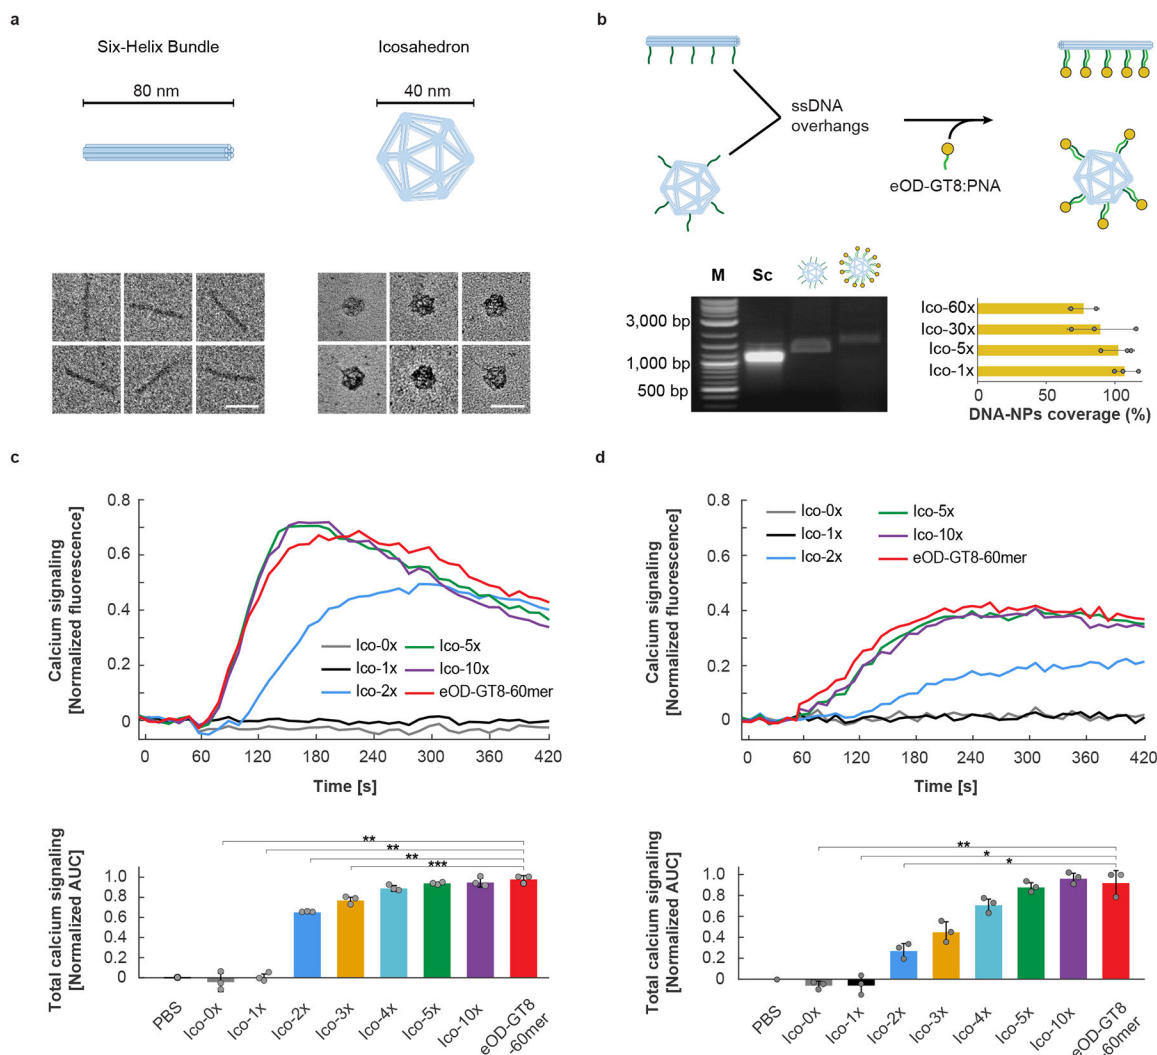 a
Six-Helix Bundle
Icosahedron
80 nm
40 nm
b
ssDNA
overhangs
eOD-GT8:PNA
M
Sc
3,000 bp
1,000 bp
500 bp
Ico-60x
Ico-30x
Ico-5x
Ico-1x
0
50
100
DNA-NPs coverage (%)
c
Calcium signaling
[Normalized fluorescence]
0.8
0.6
0.4
0.2
0
Ico-0x
Ico-1x
Ico-2x
Ico-5x
Ico-10x
eOD-GT8-60mer
0 60 120 180 240 300 360 420
Time [s]
Total calcium signaling
[Normalized AUC]
1.0
0.8
0.6
0.4
0.2
0
**
**
**
***
PBS
Ico-0x
Ico-1x
Ico-2x
Ico-3x
Ico-4x
Ico-5x
Ico-10x
eOD-GT8
-60mer
d
Calcium signaling
[Normalized fluorescence]
0.8
0.6
0.4
0.2
0
Ico-0x
Ico-1x
Ico-2x
Ico-5x
Ico-10x
eOD-GT8-60mer
0 60 120 180 240 300 360 420
Time [s]
Total calcium signaling
[Normalized AUC]
1.0
0.8
0.6
0.4
0.2
0
**
*
*
PBS
Ico-0x
Ico-1x
Ico-2x
Ico-3x
Ico-4x
Ico-5x
Ico-10x
eOD-GT8
-60mer